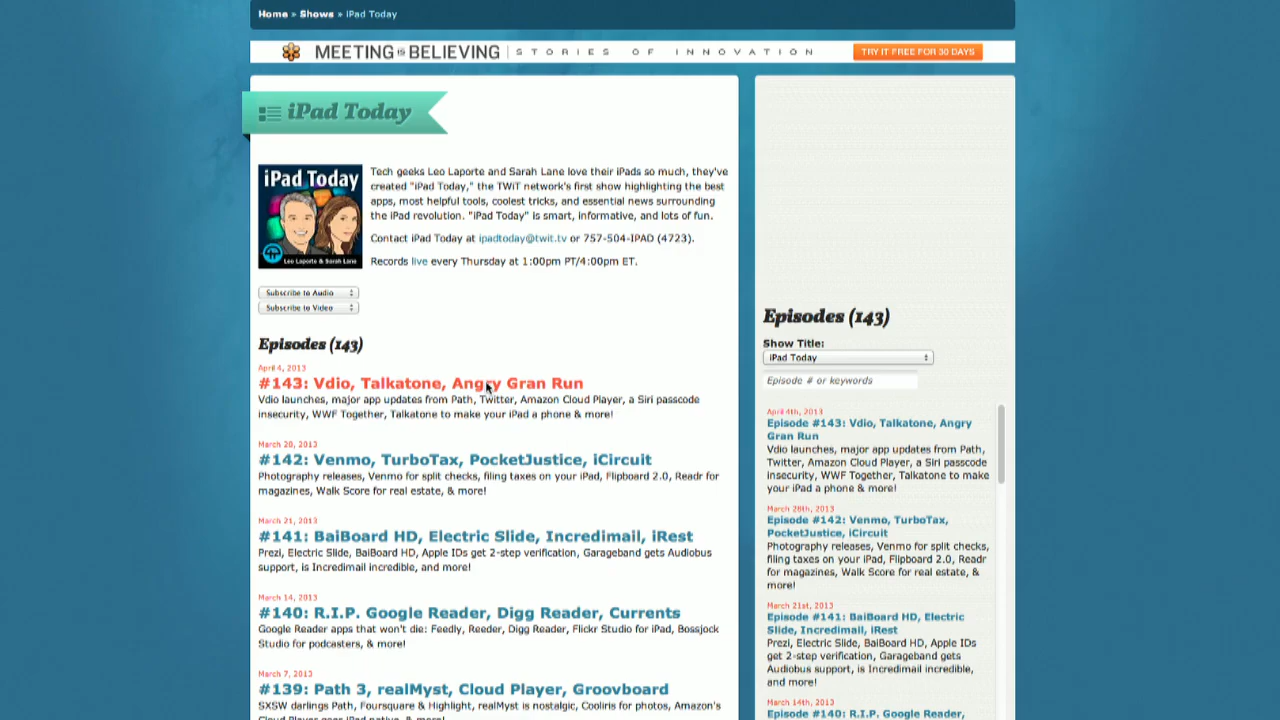 Home » Shows » iPad Today
MEETING is BELIEVING | STORIES OF INNOVATION
TRY IT FREE FOR 30 DAYS
iPad Today
iPad Today
Leo Laporte & Sarah Lane
Tech geeks Leo Laporte and Sarah Lane love their iPads so much, they've
created "iPad Today," the TWiT network's first show highlighting the best
apps, most helpful tools, coolest tricks, and essential news surrounding
the iPad revolution. "iPad Today" is smart, informative, and lots of fun.
Contact iPad Today at ipadtoday@twit.tv or 757-504-IPAD (4723).
Records live every Thursday at 1:00pm PT/4:00pm ET.
Subscribe to Audio
Subscribe to Video
Episodes (143)
April 4, 2013
#143: Vdio, Talkatone, Angry Gran Run
Vdio launches, major app updates from Path, Twitter, Amazon Cloud Player, a Siri passcode
insecurity, WWF Together, Talkatone to make your iPad a phone & more!
March 28, 2013
#142: Venmo, TurboTax, PocketJustice, iCircuit
Photography releases, Venmo for split checks, filing taxes on your iPad, Flipboard 2.0, Readr for
magazines, Walk Score for real estate, & more!
March 21, 2013
#141: BaiBoard HD, Electric Slide, Incredimail, iRest
Prezi, Electric Slide, BaiBoard HD, Apple IDs get 2-step verification, Garageband gets Audiobus
support, is Incredimail incredible, and more!
March 14, 2013
#140: R.I.P. Google Reader, Digg Reader, Currents
Google Reader apps that won't die: Feedly, Reeder, Digg Reader, Flickr Studio for iPad, Bossjock
Studio for podcasters, & more!
March 7, 2013
#139: Path 3, realMyst, Cloud Player, Groovboard
SXSW darlings Path, Foursquare & Highlight, realMyst is nostalgic, Cooliris for photos, Amazon's
Cloud Player goes iPad native, & more!
Episodes (143)
Show Title:
iPad Today
Episode # or keywords
April 4th, 2013
Episode #143: Vdio, Talkatone, Angry
Gran Run
Vdio launches, major app updates from Path,
Twitter, Amazon Cloud Player, a Siri passcode
insecurity, WWF Together, Talkatone to make
your iPad a phone & more!
March 28th, 2013
Episode #142: Venmo, TurboTax,
PocketJustice, iCircuit
Photography releases, Venmo for split checks,
filing taxes on your iPad, Flipboard 2.0, Readr
for magazines, Walk Score for real estate, &
more!
March 21st, 2013
Episode #141: BaiBoard HD, Electric
Slide, Incredimail, iRest
Prezi, Electric Slide, BaiBoard HD, Apple IDs
get 2-step verification, Garageband gets
Audiobus support, is Incredimail incredible,
and more!
March 14th, 2013
Episode #140: R.I.P. Google Reader,